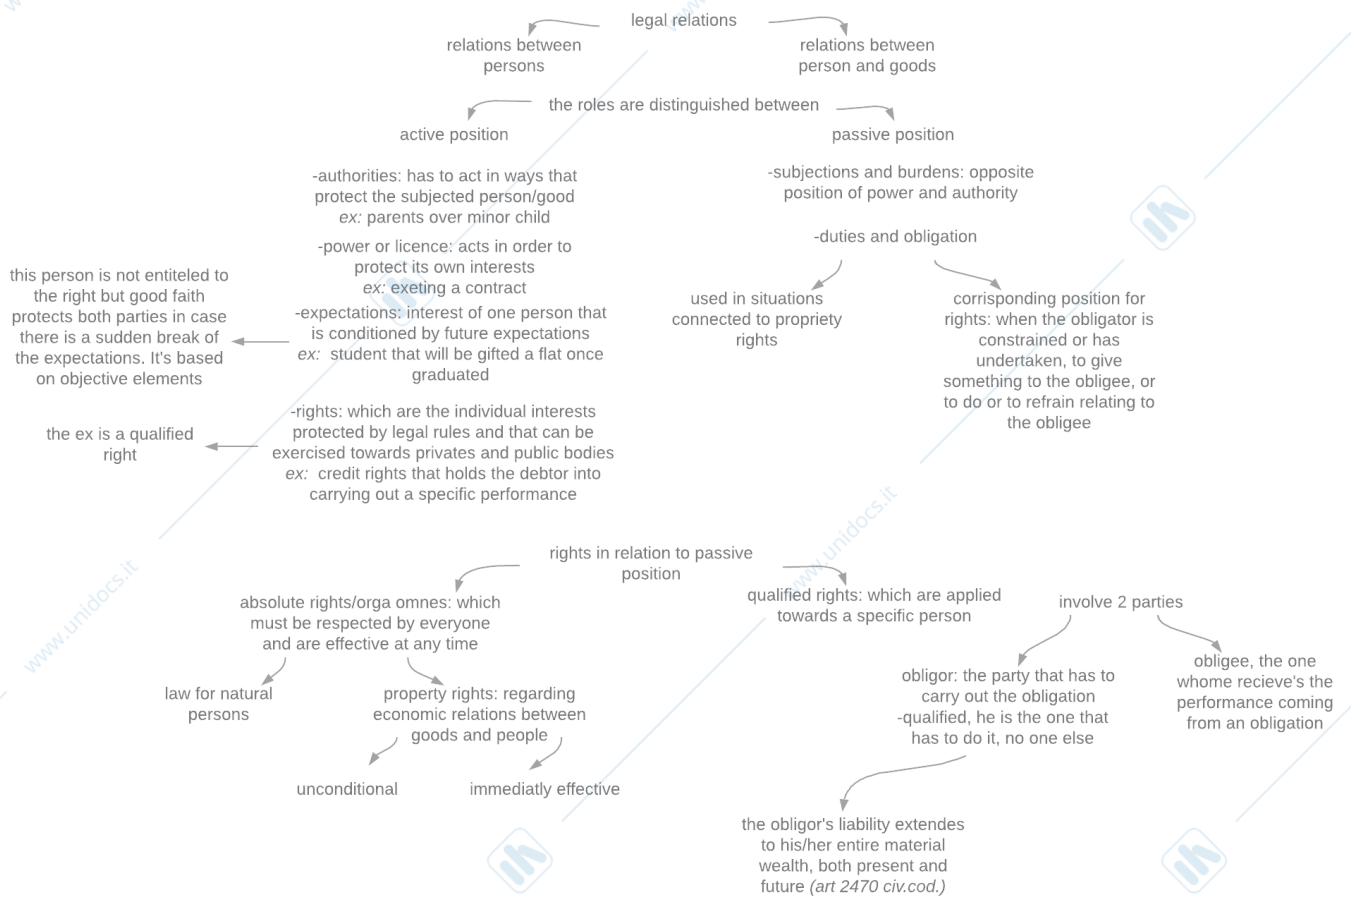 legal relations
relations between
persons
relations between
person and goods
the roles are distinguished between
active position
passive position
-authorities: has to act in ways that
protect the subjected person/good
ex: parents over minor child
-subjections and burdens: opposite
position of power and authority
-power or licence: acts in order to
protect its own interests
ex: exeting a contract
-duties and obligation
this person is not entiteled to
the right but good faith
protects both parties in case
there is a sudden break of
the expectations. It's based
on objective elements
-expectations: interest of one person that
is conditioned by future expectations
ex: student that will be gifted a flat once
graduated
used in situations
connected to propriety
rights
corrisponding position for
rights: when the obligator is
constrained or has
undertaken, to give
something to the obligee, or
to do or to refrain relating to
the obligee
the ex is a qualified
right
-rights: which are the individual interests
protected by legal rules and that can be
exercised towards privates and public bodies
ex: credit rights that holds the debtor into
carrying out a specific performance
rights in relation to passive
position
absolute rights/orga omnes: which
must be respected by everyone
and are effective at any time
qualified rights: which are applied
towards a specific person
involve 2 parties
law for natural
persons
property rights: regarding
economic relations between
goods and people
obligor: the party that has to
carry out the obligation
-qualified, he is the one that
has to do it, no one else
obligee, the one
whome recieve's the
performance coming
from an obligation
unconditional
immediatly effective
the obligor's liability extendes
to his/her entire material
wealth, both present and
future (art 2470 civ.cod.)
www.unidocs.it
www.unidocs.it